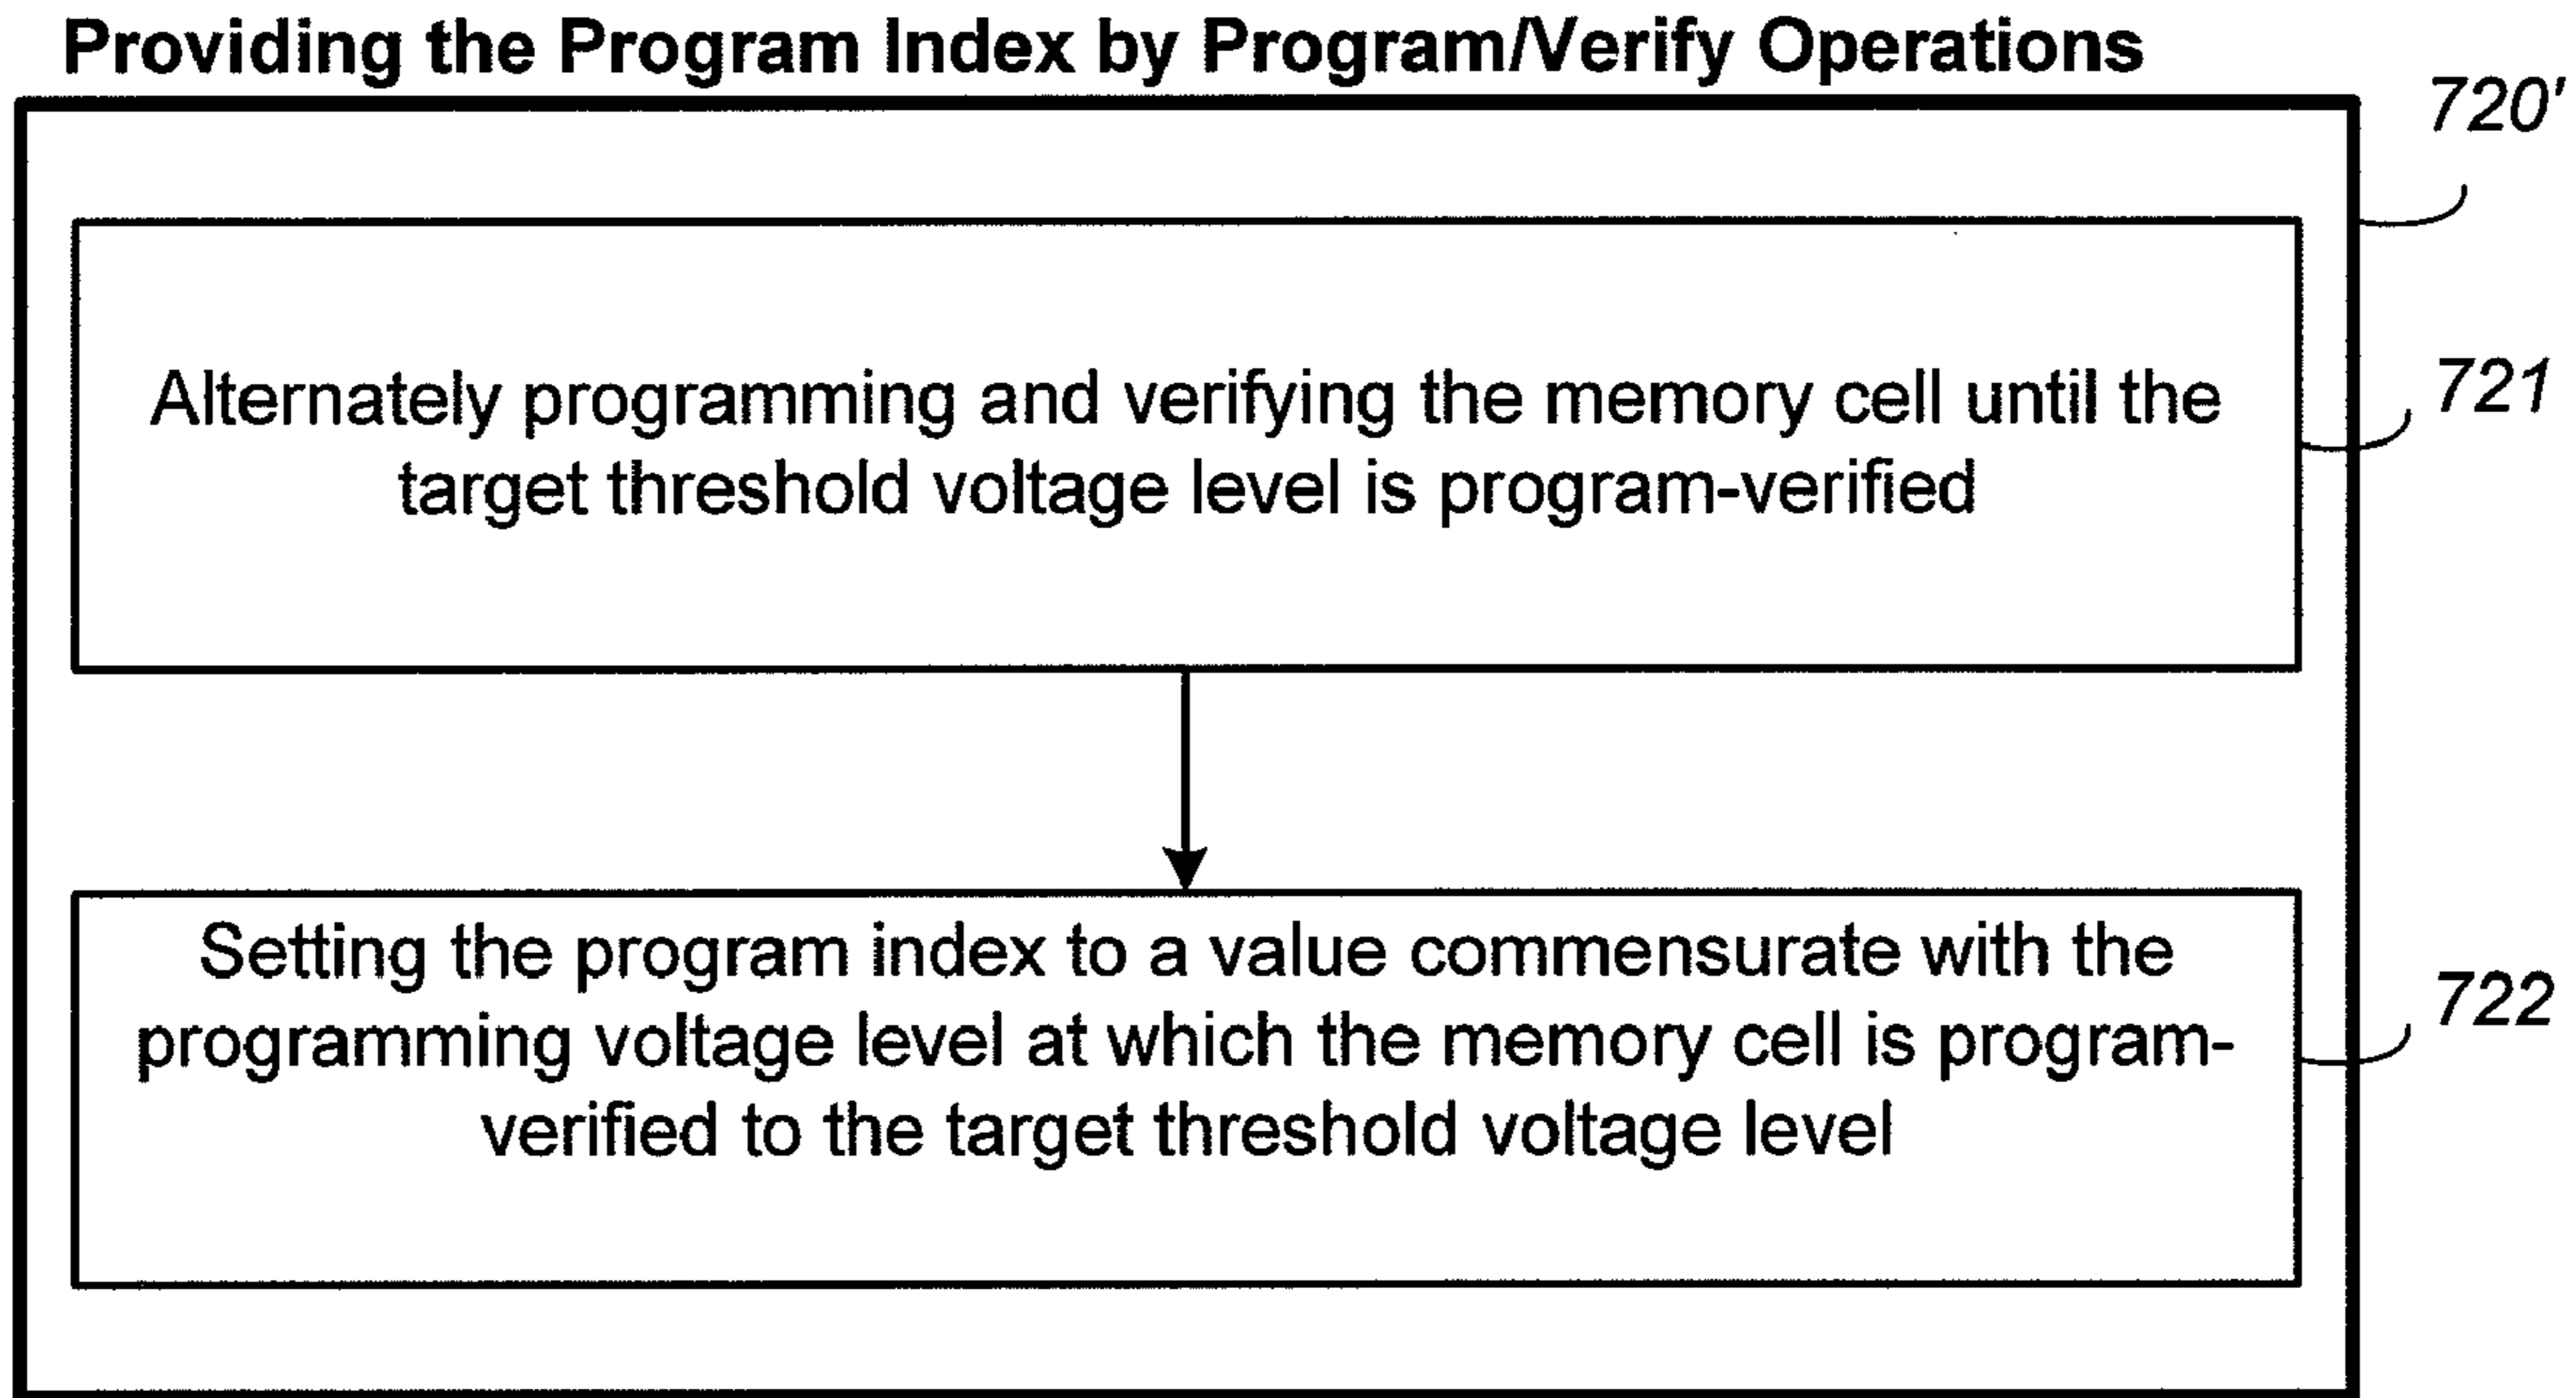 Providing the Program Index by Program/Verify Operations
720'
Alternately programming and verifying the memory cell until the
target threshold voltage level is program-verified
721
Setting the program index to a value commensurate with the
programming voltage level at which the memory cell is program-
verified to the target threshold voltage level
722